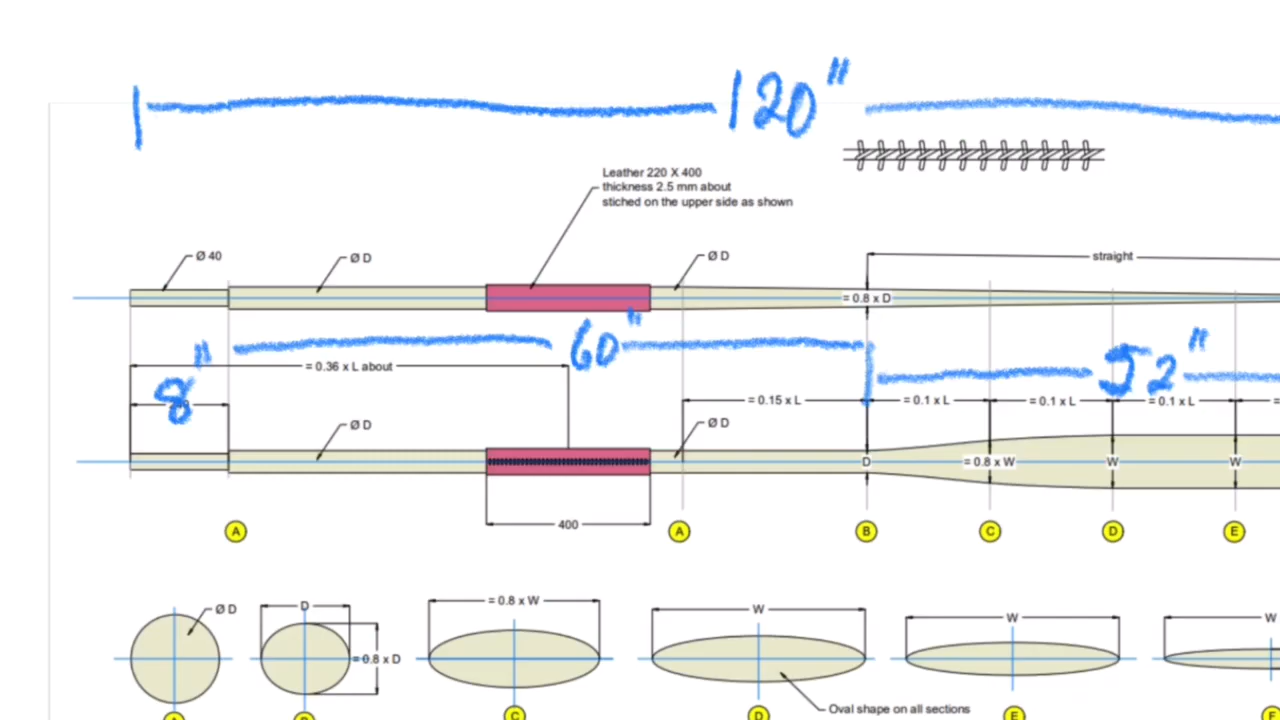 120"
Leather 220 X 400
thickness 2.5 mm about
stiched on the upper side as shown
Ø 40
Ø D
Ø D
straight
= 0.8 x D
60"
= 0.36 x L about
8"
52"
= 0.15 x L
= 0.1 x L
= 0.1 x L
= 0.1 x L
=
Ø D
Ø D
D
= 0.8 x W
W
W
400
A
A
B
C
D
E
Ø D
D
= 0.8 x W
W
W
W
= 0.8 x D
Oval shape on all sections
C
D
E